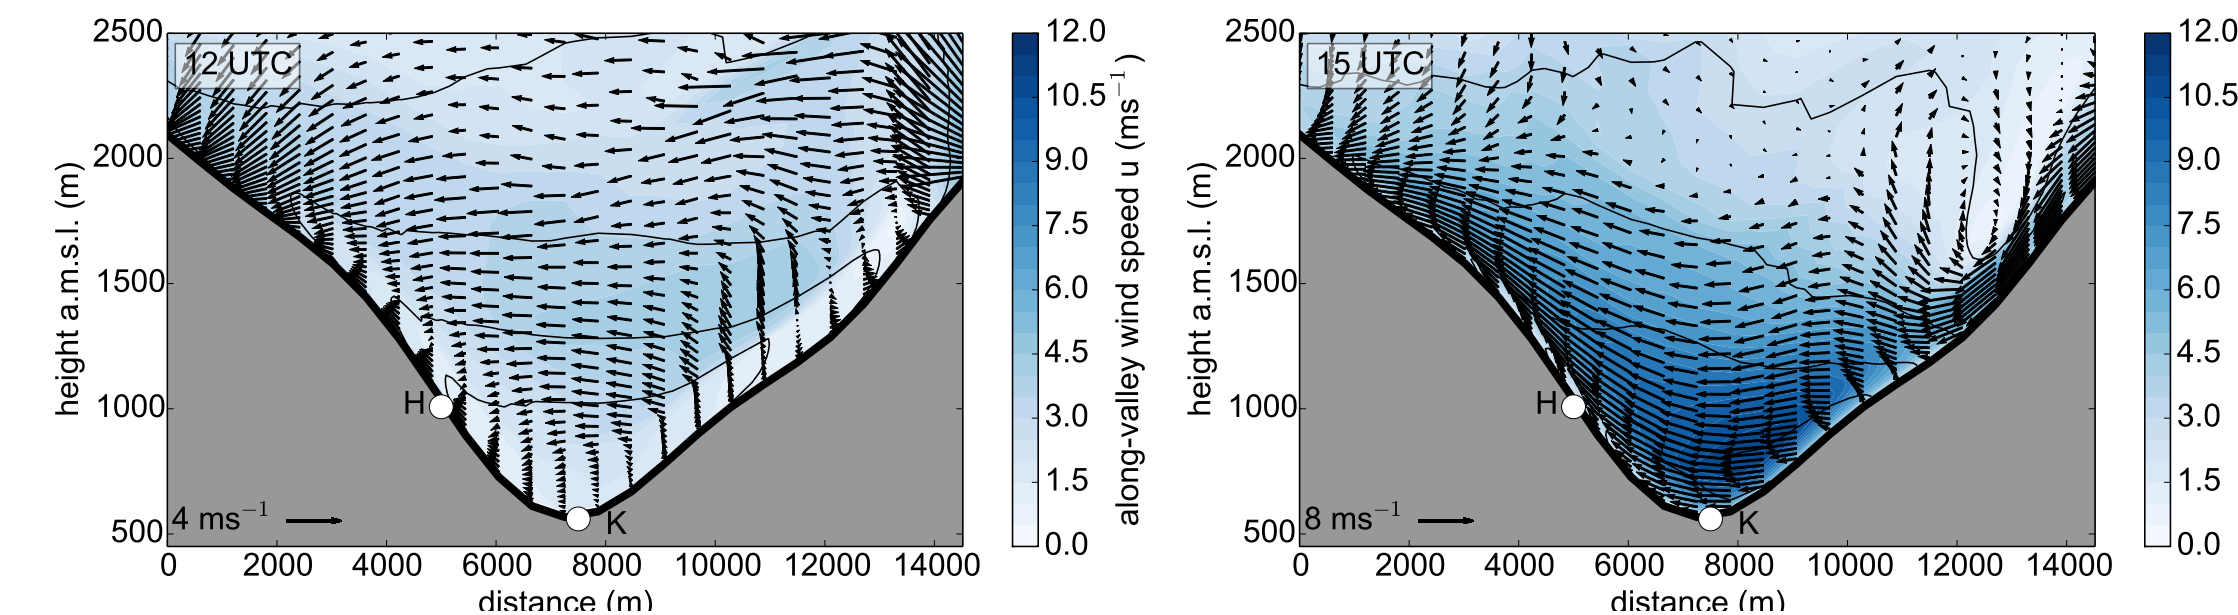 2500
2000
1500
1000
500
height a.m.s.l. (m)
12 UTC
H
K
4 ms⁻¹
0 2000 4000 6000 8000 10000 12000 14000
distance (m)
12.0
10.5
9.0
7.5
6.0
4.5
3.0
1.5
0.0
along-valley wind speed u (ms⁻¹)
2500
2000
1500
1000
500
height a.m.s.l. (m)
15 UTC
H
K
8 ms⁻¹
0 2000 4000 6000 8000 10000 12000 14000
distance (m)
12.0
10.5
9.0
7.5
6.0
4.5
3.0
1.5
0.0